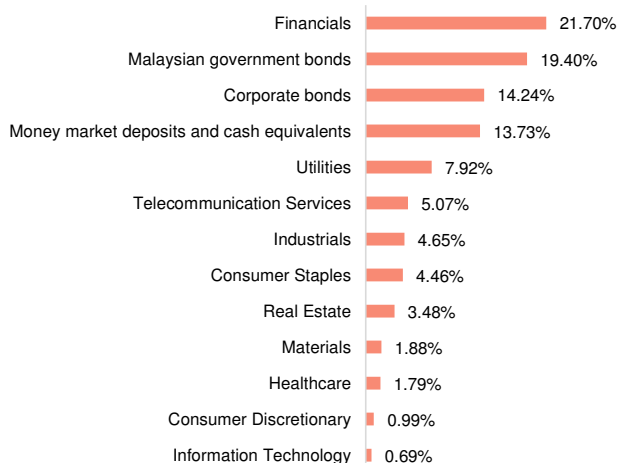 Financials 21.70%
Malaysian government bonds 19.40%
Corporate bonds 14.24%
Money market deposits and cash equivalents 13.73%
Utilities 7.92%
Telecommunication Services 5.07%
Industrials 4.65%
Consumer Staples 4.46%
Real Estate 3.48%
Materials 1.88%
Healthcare 1.79%
Consumer Discretionary 0.99%
Information Technology 0.69%